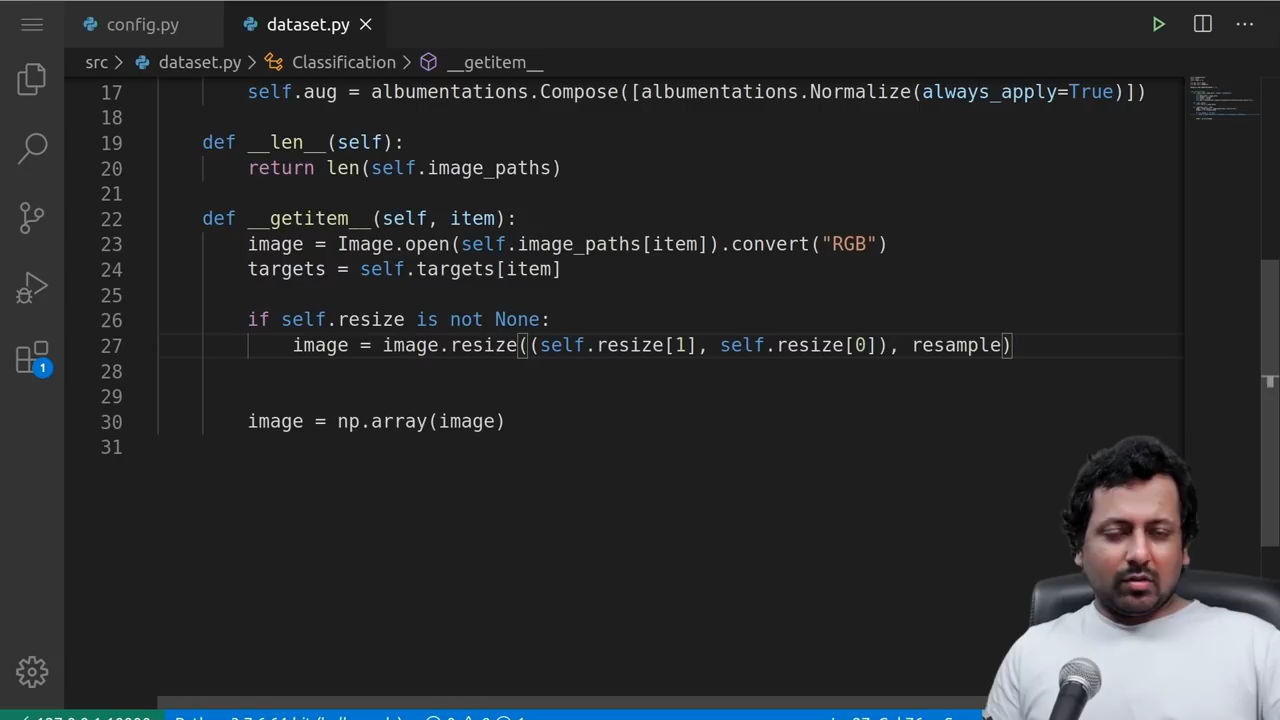 config.py
dataset.py
src > dataset.py > Classification > __getitem__
17 self.aug = albumentations.Compose([albumentations.Normalize(always_apply=True)])
18
19 def __len__(self):
20 return len(self.image_paths)
21
22 def __getitem__(self, item):
23 image = Image.open(self.image_paths[item]).convert("RGB")
24 targets = self.targets[item]
25
26 if self.resize is not None:
27 image = image.resize((self.resize[1], self.resize[0]), resample)
28
29
30 image = np.array(image)
31
1